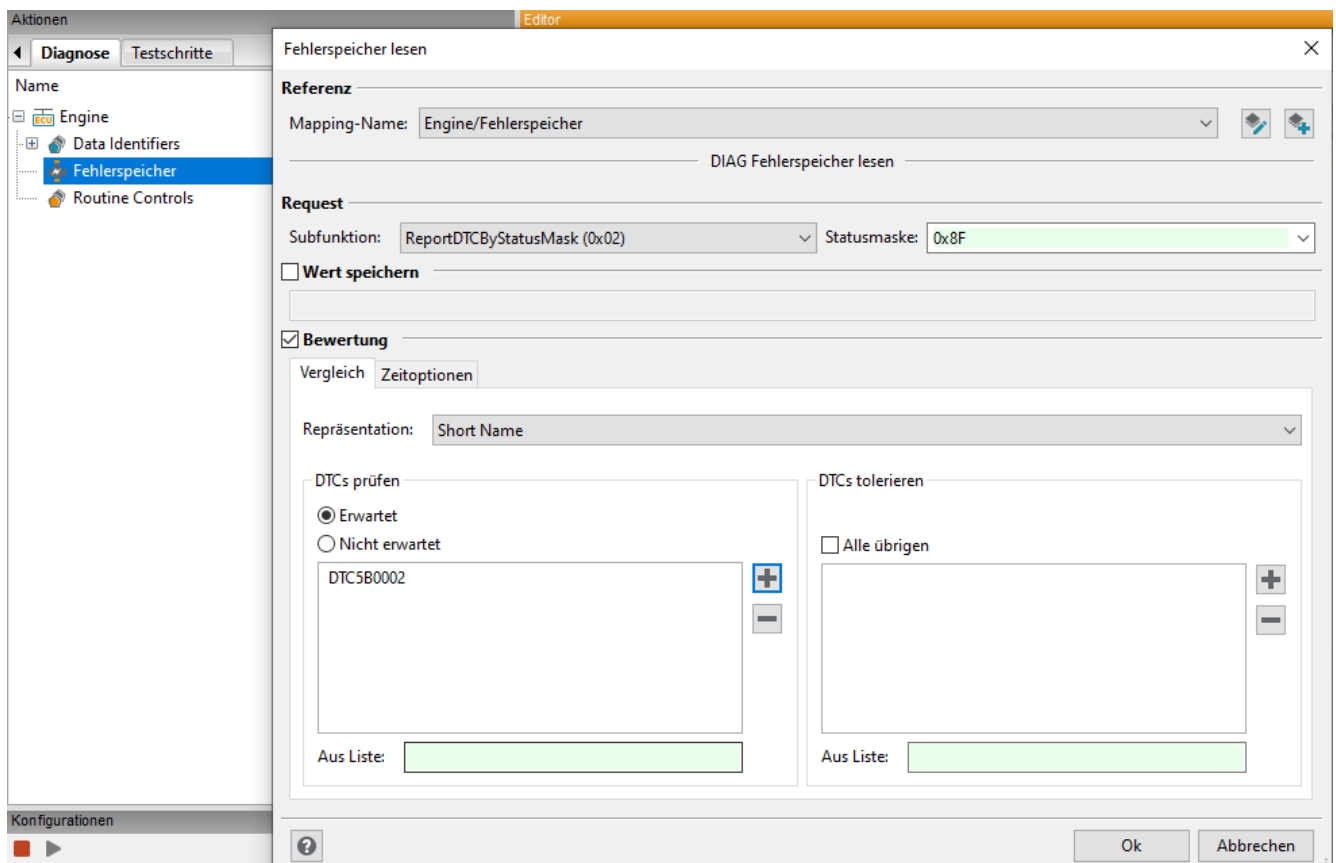 Aktionen
Editor
Diagnose Testschritte
Name
Engine
ECU
Data Identifiers
Fehlerspeicher
Routine Controls
Konfigurationen
Fehlerspeicher lesen
Referenz
Mapping-Name: Engine/Fehlerspeicher
DIAG Fehlerspeicher lesen
Request
Subfunktion: ReportDTCByStatusMask (0x02) Statusmaske: 0x8F
Wert speichern
Bewertung
Vergleich Zeitoptionen
Repräsentation: Short Name
DTCs prüfen
Erwartet
Nicht erwartet
DTC5B0002
Aus Liste:
DTCs tolerieren
Alle übrigen
Aus Liste:
Ok Abbrechen